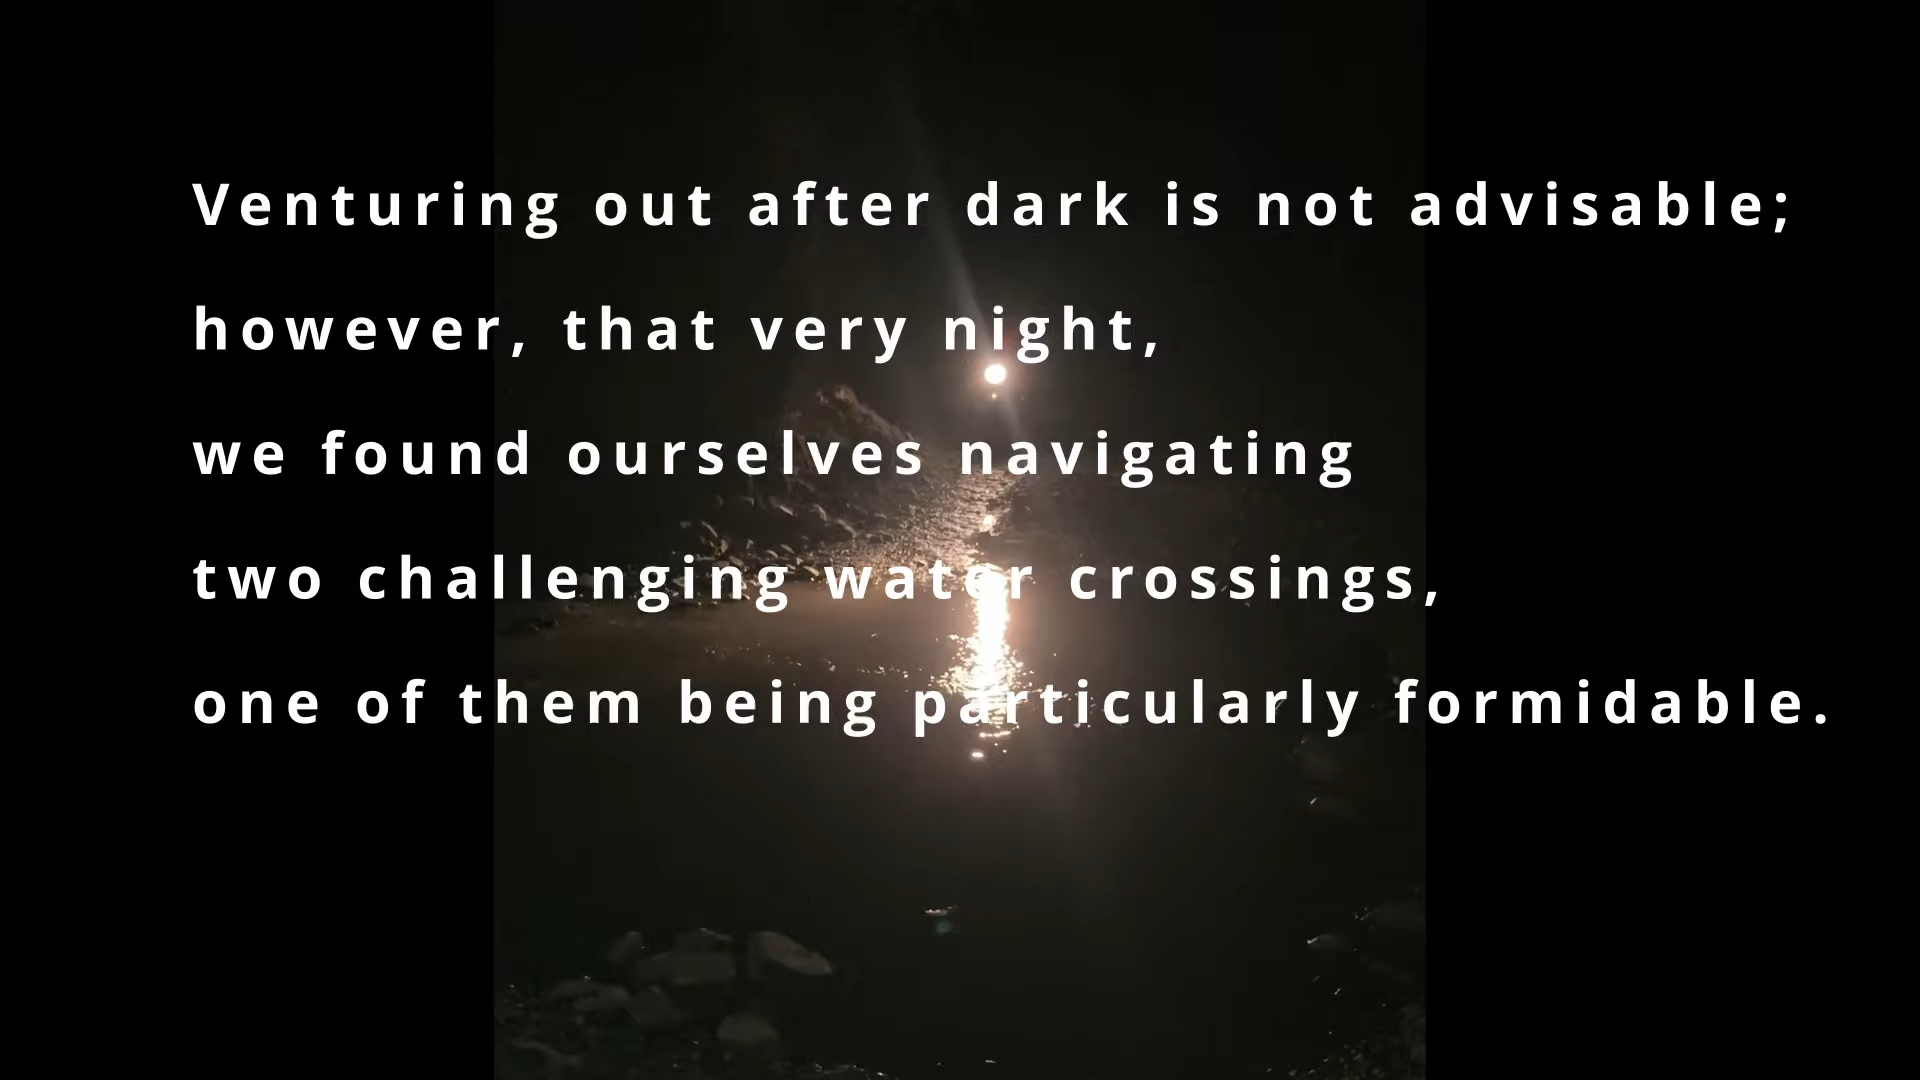 Venturing out after dark is not advisable;
however, that very night,
we found ourselves navigating
two challenging water crossings,
one of them being particularly formidable.